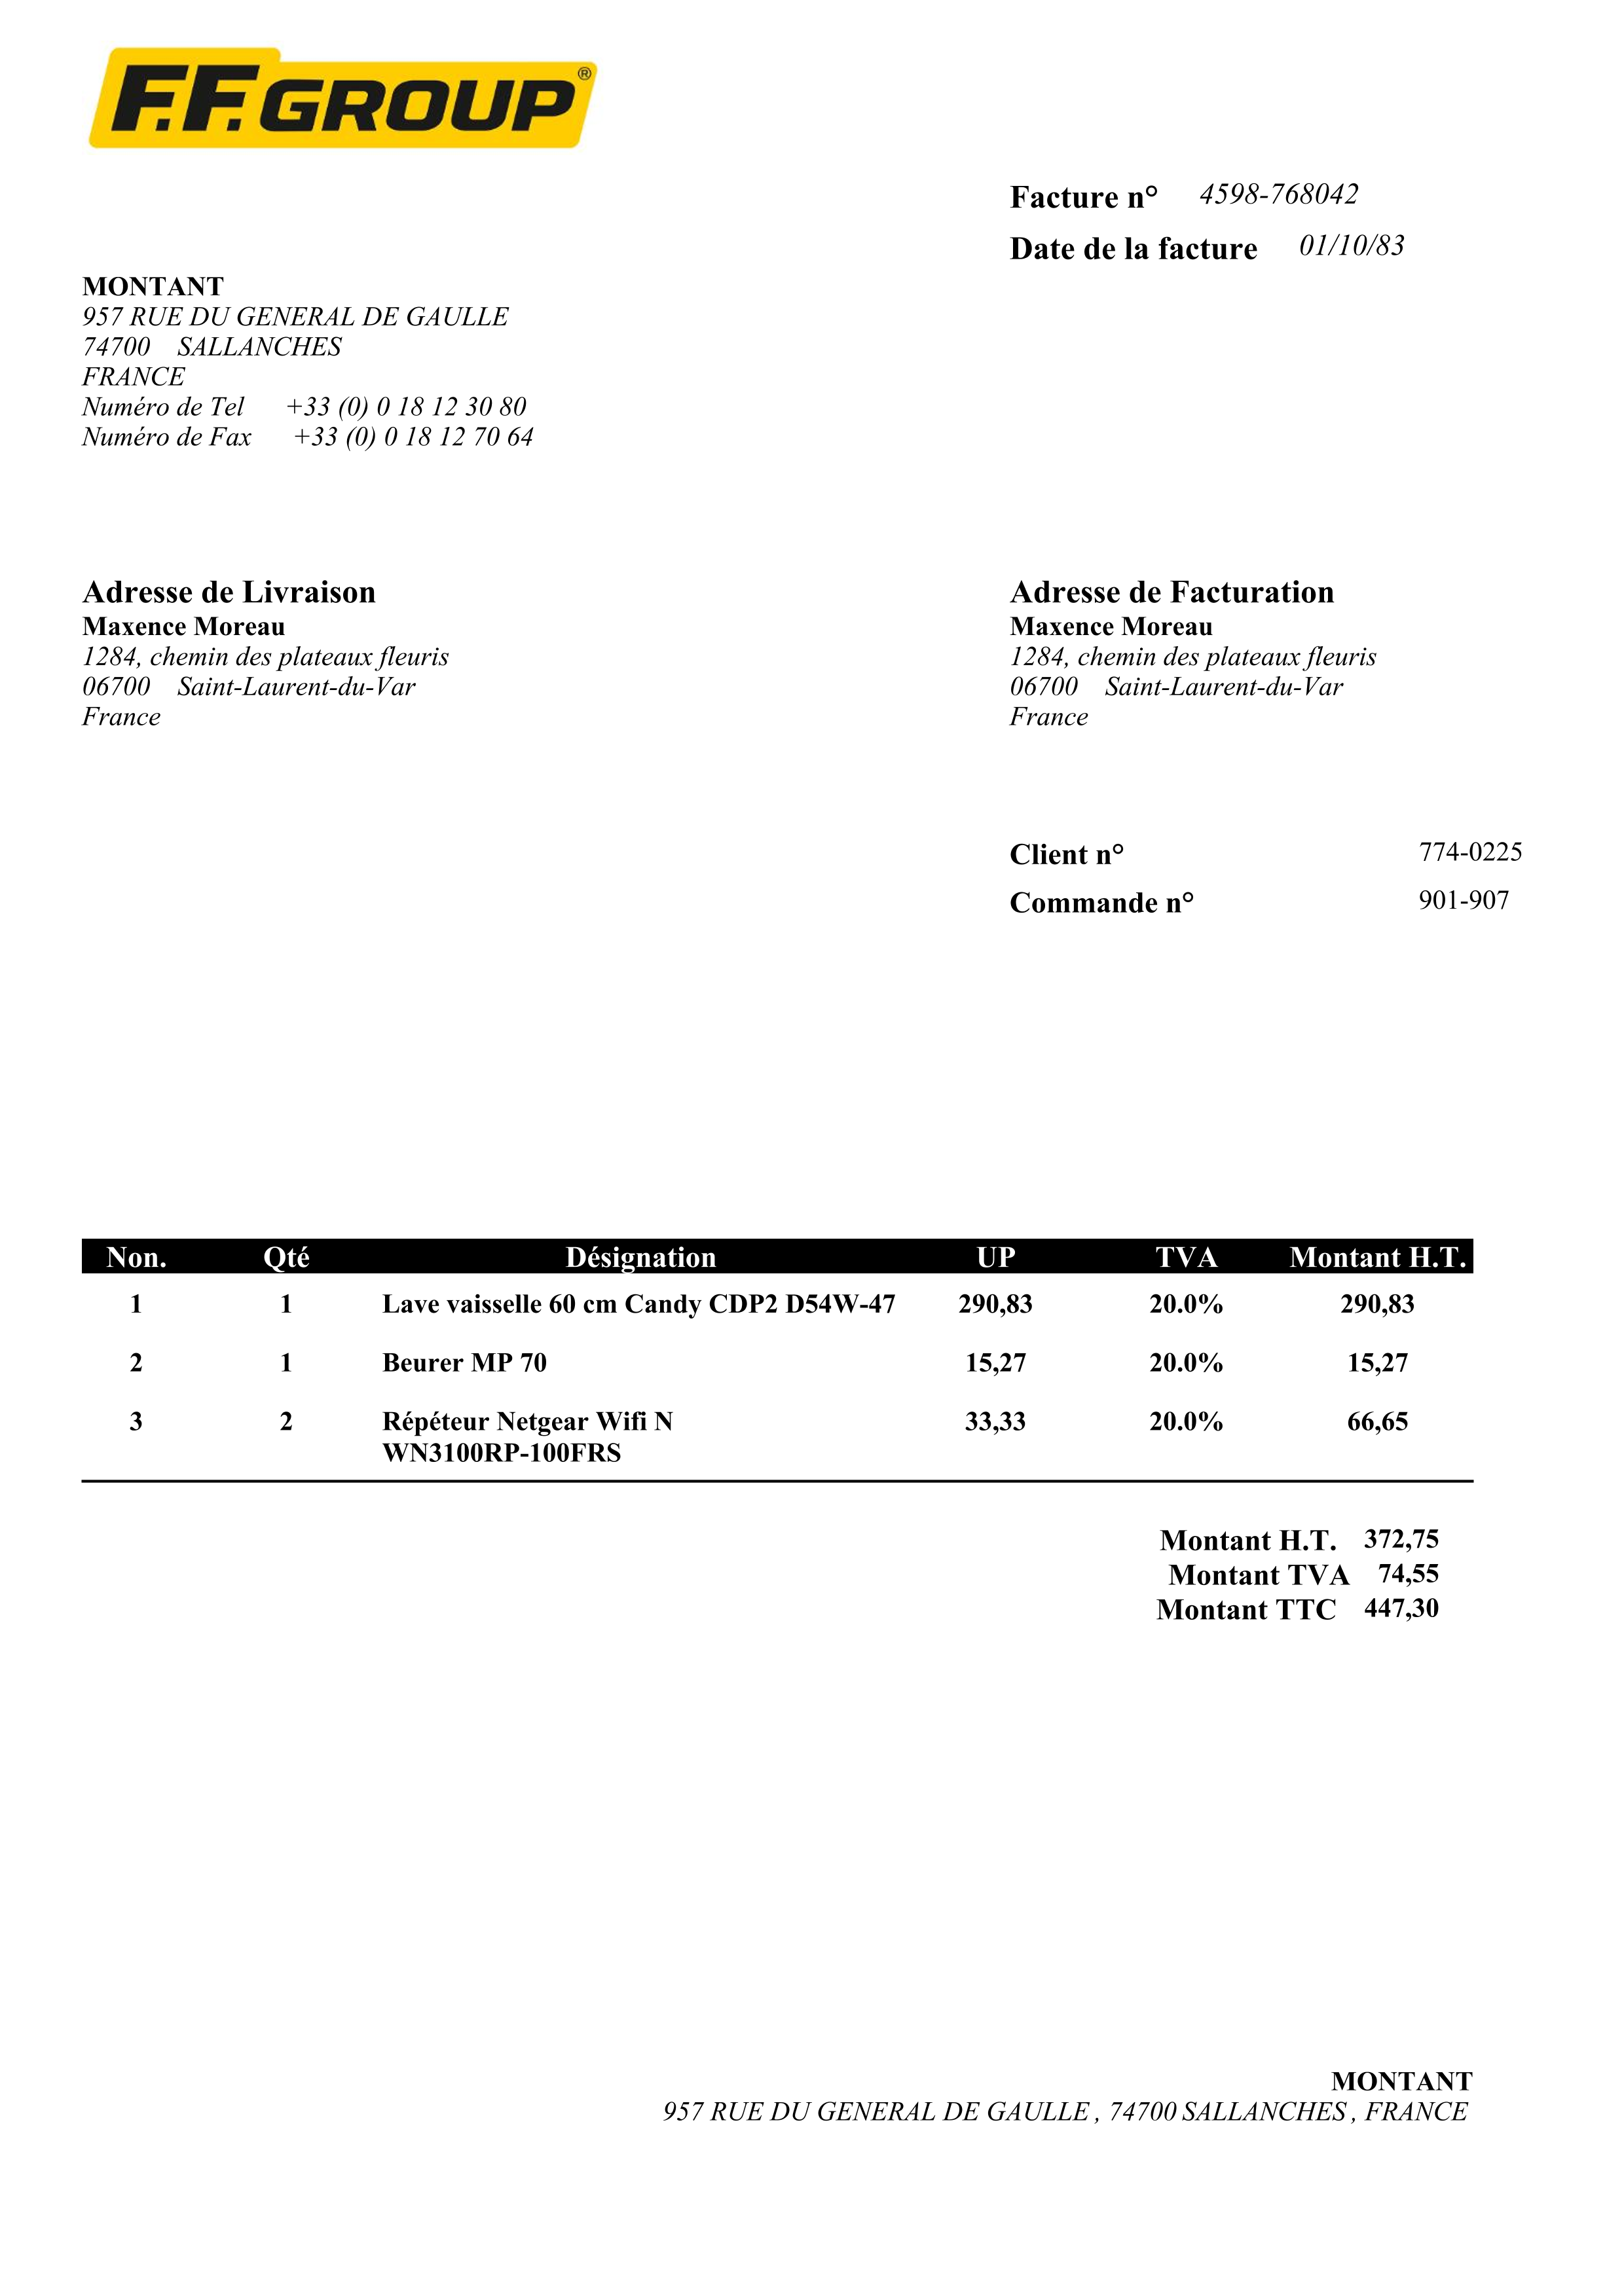 F.F. GROUP®
Facture n° 4598-768042
Date de la facture 01/10/83
MONTANT
957 RUE DU GENERAL DE GAULLE
74700 SALLANCHES
FRANCE
Numéro de Tel +33 (0) 0 18 12 30 80
Numéro de Fax +33 (0) 0 18 12 70 64
Adresse de Livraison
Maxence Moreau
1284, chemin des plateaux fleuris
06700 Saint-Laurent-du-Var
France
Adresse de Facturation
Maxence Moreau
1284, chemin des plateaux fleuris
06700 Saint-Laurent-du-Var
France
Client n° 774-0225
Commande n° 901-907
Non. Qté Désignation UP TVA Montant H.T.
1 1 Lave vaisselle 60 cm Candy CDP2 D54W-47 290,83 20.0% 290,83
2 1 Beurer MP 70 15,27 20.0% 15,27
3 2 Répéteur Netgear Wifi N 33,33 20.0% 66,65
WN3100RP-100FRS
Montant H.T. 372,75
Montant TVA 74,55
Montant TTC 447,30
MONTANT
957 RUE DU GENERAL DE GAULLE , 74700 SALLANCHES , FRANCE